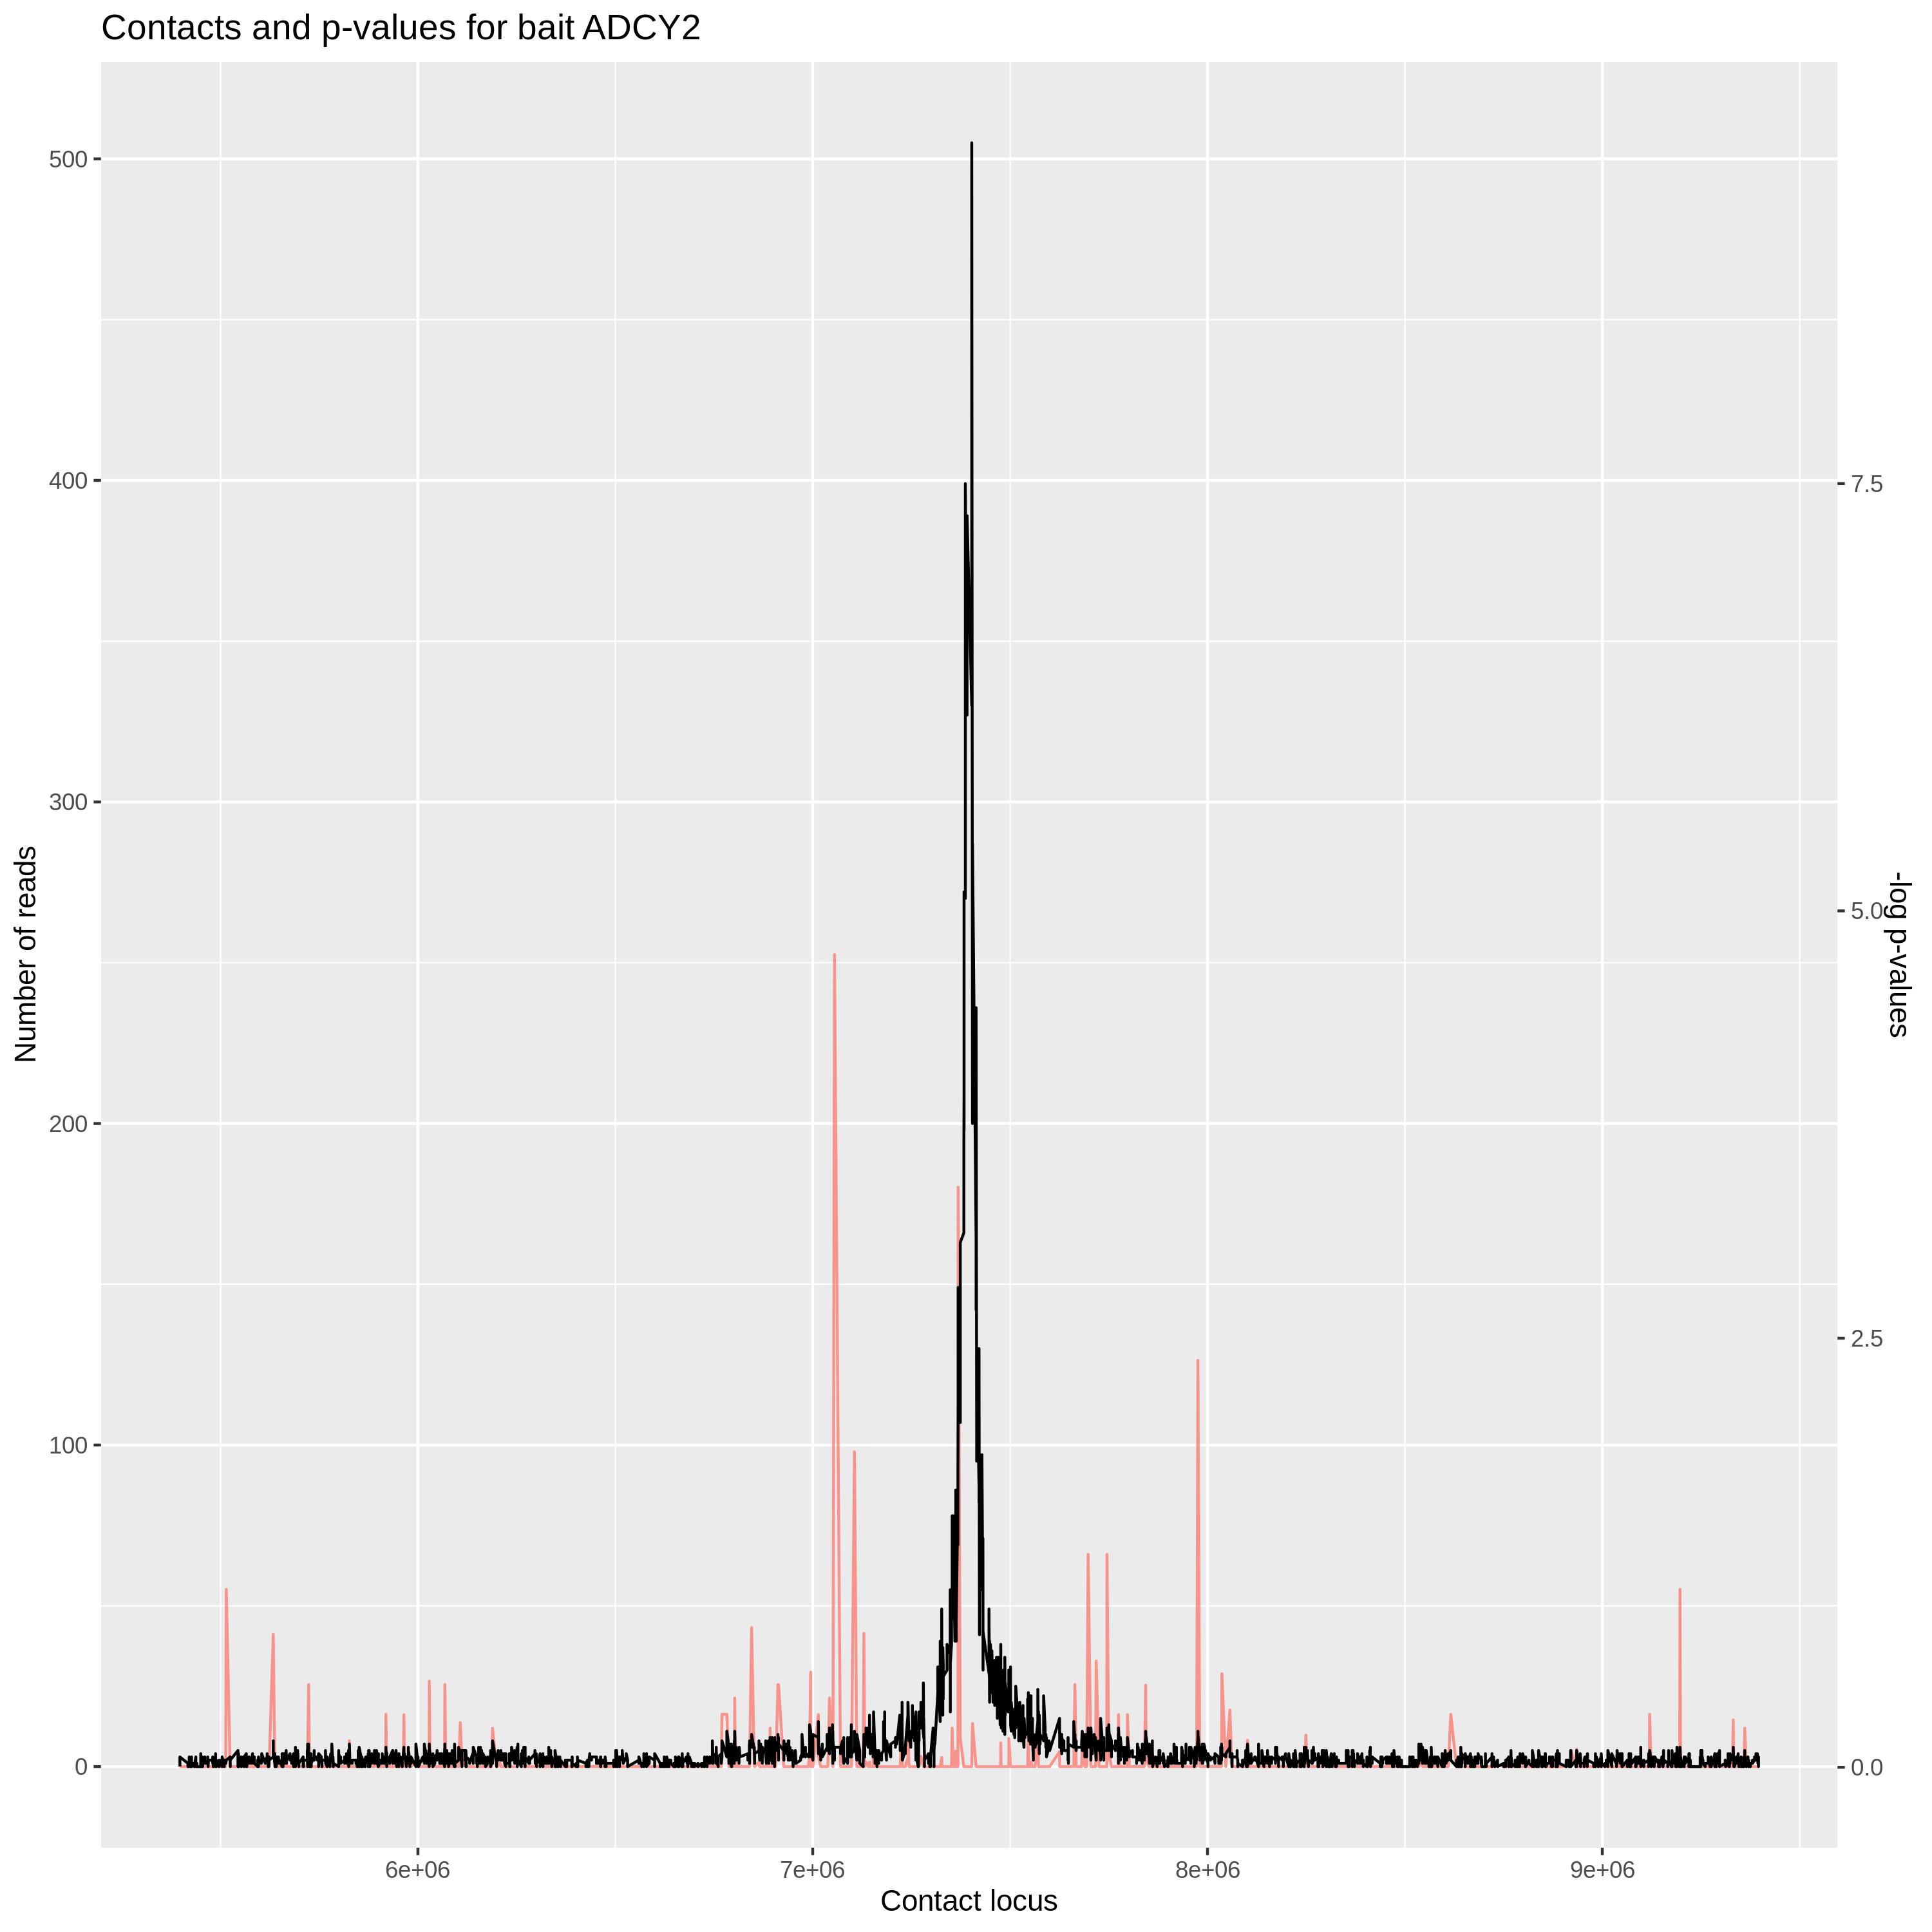 Contacts and p-values for bait ADCY2
500
400
300
200
100
0
Number of reads
7.5
5.0
2.5
0.0
-log p-values
6e+06
7e+06
8e+06
9e+06
Contact locus